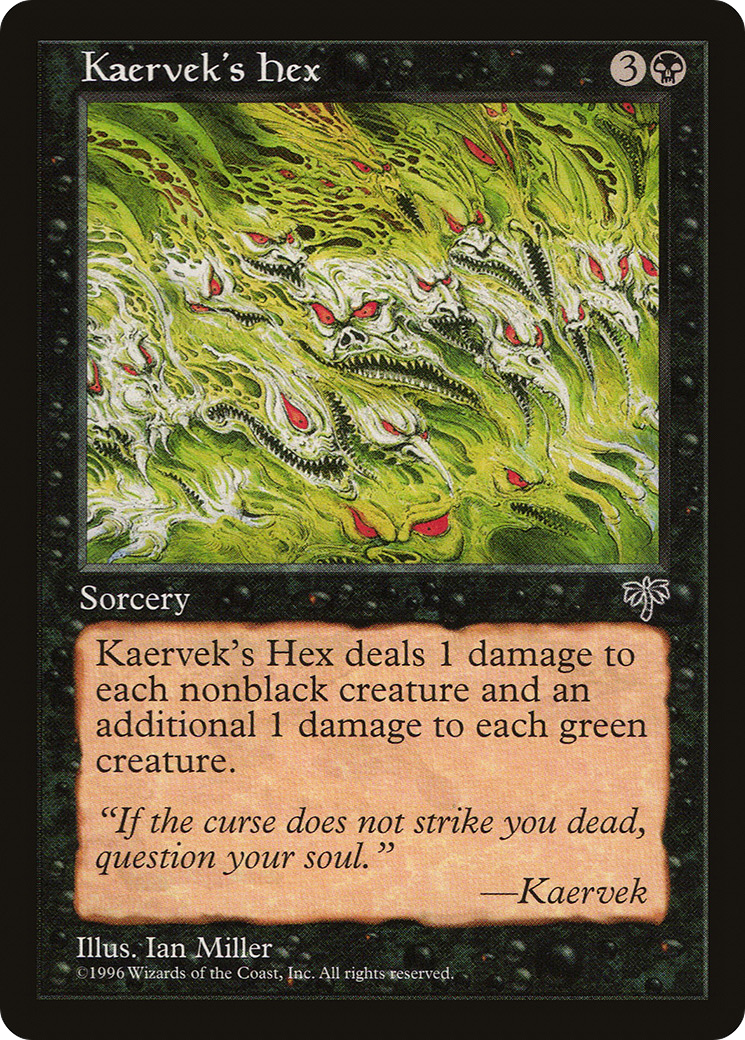 Kaervek's Hex
3
Sorcery
Kaervek's Hex deals 1 damage to
each nonblack creature and an
additional 1 damage to each green
creature.
"If the curse does not strike you dead,
question your soul."
—Kaervek
Illus. Ian Miller
©1996 Wizards of the Coast, Inc. All rights reserved.